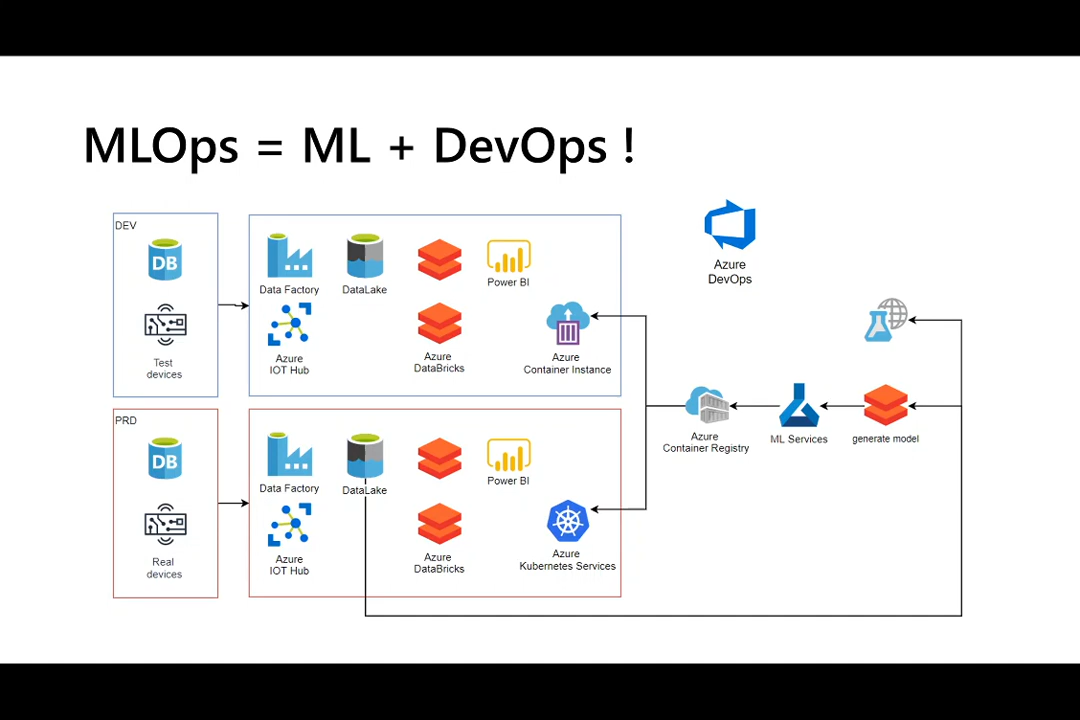 MLOps = ML + DevOps !
DEV
DB
Test
devices
Data Factory
DataLake
Power BI
Azure
IOT Hub
Azure
DataBricks
Azure
Container Instance
Azure
DevOps
PRD
DB
Real
devices
Data Factory
DataLake
Power BI
Azure
IOT Hub
Azure
DataBricks
Azure
Kubernetes Services
Azure
Container Registry
ML Services
generate model